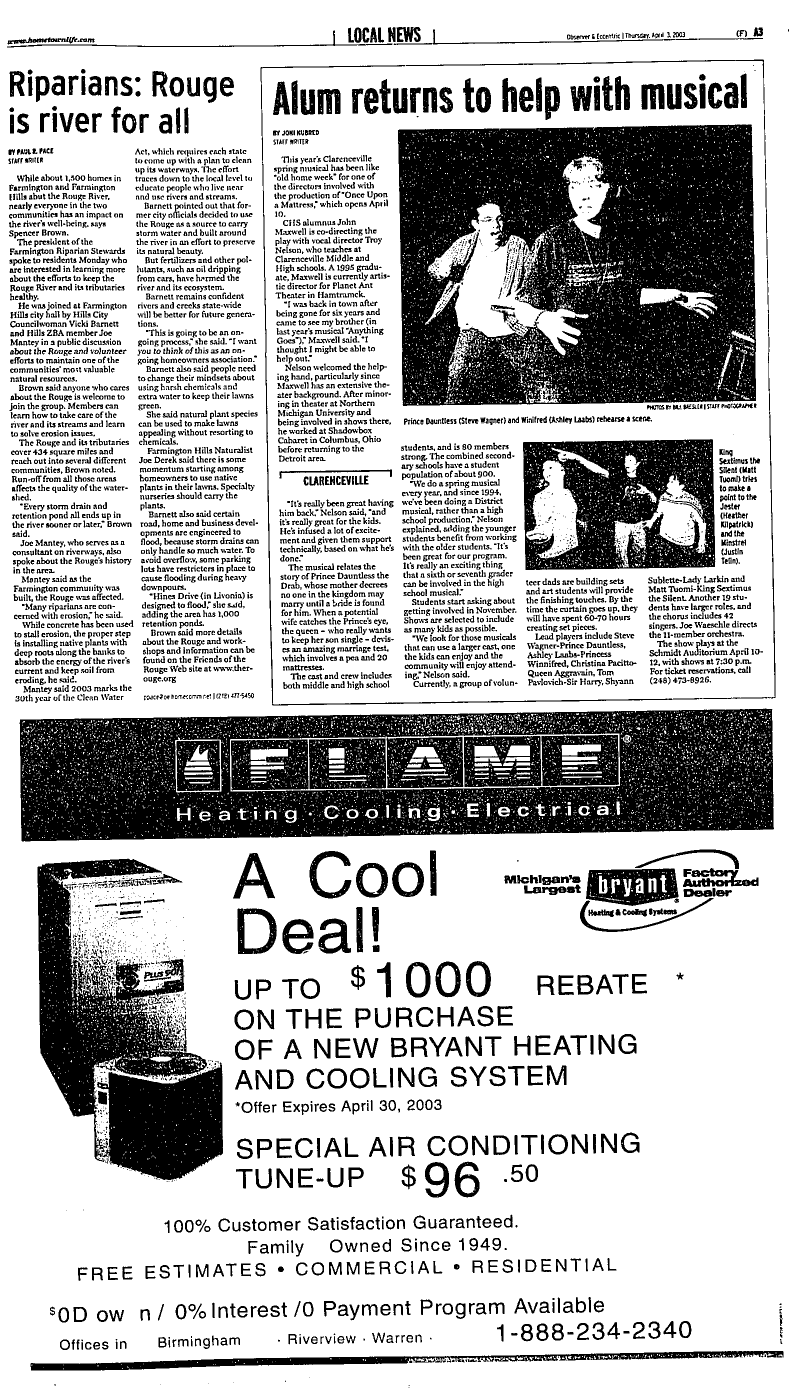 www.hometownlife.com
LOCAL NEWS
Observer & Eccentric | Thursday, April 3, 2003
(F) A3
Riparians: Rouge
is river for all
BY PAUL R. PACE
STAFF WRITER
While about 1,500 homes in
Farmington and Farmington
Hills abut the Rouge River,
nearly everyone in the two
communities has an impact on
the river's well-being, says
Spencer Brown.
The president of the
Farmington Riparian Stewards
spoke to residents Monday who
are interested in learning more
about the efforts to keep the
Rouge River and its tributaries
healthy.
He was joined at Farmington
Hills city hall by Hills City
Councilwoman Vicki Barnett
and Hills ZBA member Joe
Mantey in a public discussion
about the Rouge and volunteer
efforts to maintain one of the
communities' most valuable
natural resources.
Brown said anyone who cares
about the Rouge is welcome to
join the group. Members can
learn how to take care of the
river and its streams and learn
to solve erosion issues.
The Rouge and its tributaries
cover 434 square miles and
reach out into several different
communities, Brown noted.
Run-off from all those areas
affects the quality of the water-
shed.
"Every storm drain and
retention pond all ends up in
the river sooner or later," Brown
said.
Joe Mantey, who serves as a
consultant on riverways, also
spoke about the Rouge's history
in the area.
Mantey said as the
Farmington community was
built, the Rouge was affected.
"Many riparians are con-
cerned with erosion," he said.
While concrete has been used
to stall erosion, the proper step
is installing native plants with
deep roots along the banks to
absorb the energy of the river's
current and keep soil from
eroding, he said.
Mantey said 2003 marks the
30th year of the Clean Water
Act, which requires each state
to come up with a plan to clean
up its waterways. The effort
traces down to the local level to
educate people who live near
and use rivers and streams.
Barnett pointed out that for-
mer city officials decided to use
the Rouge as a source to carry
storm water and built around
the river in an effort to preserve
its natural beauty.
But fertilizers and other pol-
lutants, such as oil dripping
from cars, have harmed the
river and its ecosystem.
Barnett remains confident
rivers and creeks state-wide
will be better for future genera-
tions.
"This is going to be an on-
going process," she said. "I want
you to think of this as an on-
going homeowners association."
Barnett also said people need
to change their mindsets about
using harsh chemicals and
extra water to keep their lawns
green.
She said natural plant species
can be used to make lawns
appealing without resorting to
chemicals.
Farmington Hills Naturalist
Joe Derek said there is some
momentum starting among
homeowners to use native
plants in their lawns. Specialty
nurseries should carry the
plants.
Barnett also said certain
road, home and business devel-
opments are engineered to
flood, because storm drains can
only handle so much water. To
avoid overflow, some parking
lots have restricters in place to
cause flooding during heavy
downpours.
"Hines Drive (in Livonia) is
designed to flood," she said,
adding the area has 1,000
retention ponds.
Brown said more details
about the Rouge and work-
shops and information can be
found on the Friends of the
Rouge Web site at www.ther-
ouge.org
Alum returns to help with musical
BY JONI HUBRED
STAFF WRITER
This year's Clarenceville
spring musical has been like
"old home week" for one of
the directors involved with
the production of "Once Upon
a Mattress," which opens April
10.
CHS alumnus John
Maxwell is co-directing the
play with vocal director Troy
Nelson, who teaches at
Clarenceville Middle and
High schools. A 1995 gradu-
ate, Maxwell is currently artis-
tic director for Planet Ant
Theater in Hamtramck.
"I was back in town after
being gone for six years and
came to see my brother (in
last year's musical "Anything
Goes")," Maxwell said. "I
thought I might be able to
help out."
Nelson welcomed the help-
ing hand, particularly since
Maxwell has an extensive the-
ater background. After minor-
ing in theater at Northern
Michigan University and
being involved in shows there,
he worked at Shadowbox
Cabaret in Columbus, Ohio
before returning to the
Detroit area.
CLARENCEVILLE
"It's really been great having
him back," Nelson said, "and
it's really great for the kids.
He's infused a lot of excite-
ment and given them support
technically, based on what he's
done."
The musical relates the
story of Prince Dauntless the
Drab, whose mother decrees
no one in the kingdom may
marry until a bride is found
for him. When a potential
wife catches the Prince's eye,
the queen – who really wants
to keep her son single – devis-
es an amazing marriage test,
which involves a pea and 20
mattresses.
The cast and crew includes
both middle and high school
PHOTOS BY BILL BRESLER | STAFF PHOTOGRAPHER
Prince Dauntless (Steve Wagner) and Winifred (Ashley Laabs) rehearse a scene.
students, and is 80 members
strong. The combined second-
ary schools have a student
population of about 900.
"We do a spring musical
every year, and since 1994,
we've been doing a District
musical, rather than a high
school production," Nelson
explained, adding the younger
students benefit from working
with the older students. "It's
been great for our program.
It's really an exciting thing
that a sixth or seventh grader
can be involved in the high
school musical."
Students start asking about
getting involved in November.
Shows are selected to include
as many kids as possible.
"We look for those musicals
that can use a larger cast, one
the kids can enjoy and the
community will enjoy attend-
ing," Nelson said.
Currently, a group of volun-
King
Sextimus the
Silent (Matt
Tuomi) tries
to make a
point to the
Jester
(Heather
Kilpatrick)
and the
Minstrel
(Justin
Telin).
teer dads are building sets
and art students will provide
the finishing touches. By the
time the curtain goes up, they
will have spent 60-70 hours
creating set pieces.
Lead players include Steve
Wagner-Prince Dauntless,
Ashley Laabs-Princess
Winnifred, Christina Pacitto-
Queen Aggravain, Tom
Pavlovich-Sir Harry, Shyann
Sublette-Lady Larkin and
Matt Tuomi-King Sextimus
the Silent. Another 19 stu-
dents have larger roles, and
the chorus includes 42
singers. Joe Waeschle directs
the 11-member orchestra.
The show plays at the
Schmidt Auditorium April 10-
12, with shows at 7:30 p.m.
For ticket reservations, call
(248) 473-8926.
FLAME®
Heating · Cooling · Electrical
A Cool
Deal!
Michigan's
Largest
bryant
Heating & Cooling Systems
Factory
Authorized
Dealer
UP TO $1000 REBATE *
ON THE PURCHASE
OF A NEW BRYANT HEATING
AND COOLING SYSTEM
*Offer Expires April 30, 2003
SPECIAL AIR CONDITIONING
TUNE-UP $96.50
100% Customer Satisfaction Guaranteed.
Family Owned Since 1949.
FREE ESTIMATES • COMMERCIAL • RESIDENTIAL
$0D ow n / 0% Interest /0 Payment Program Available
Offices in Birmingham · Riverview · Warren ·
1-888-234-2340